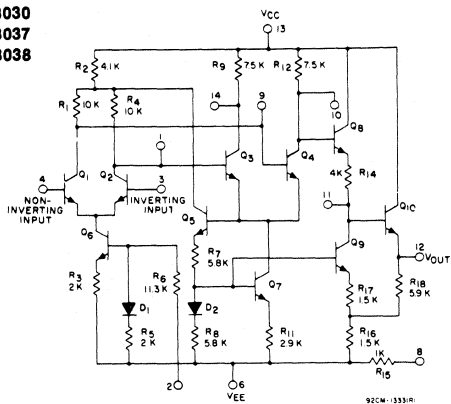 3030
3037
3038
VCC
13
R2 4.1K
R9 7.5K
R12 7.5K
R1 10K
R4 10K
14
9
10
1
Q8
Q1
Q2
Q3
Q4
4K R14
4
3
NON-INVERTING INPUT
INVERTING INPUT
11
Q10
Q5
Q6
R7 5.8K
Q9
12 VOUT
Q7
R3 2K
R6 11.3K
R17 1.5K
R18 5.9K
D1
D2
R5 2K
R8 5.8K
R11 2.9K
R16 1.5K
1K
R15
8
2
6
VEE
92CM-13331R1